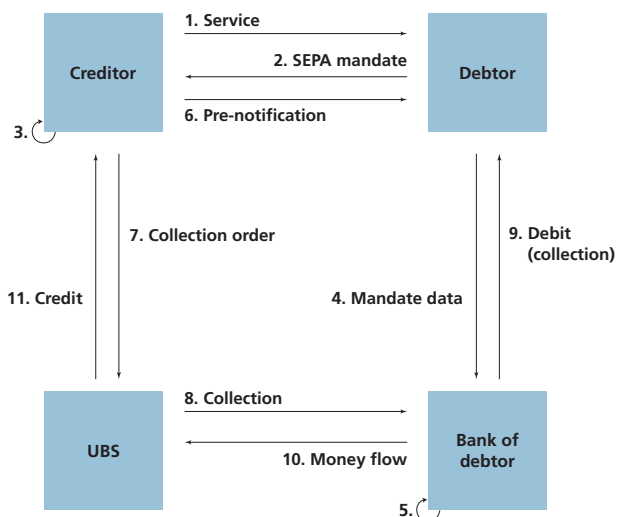 1. Service
Creditor
2. SEPA mandate
Debtor
6. Pre-notification
3.
7. Collection order
9. Debit
(collection)
11. Credit
4. Mandate data
8. Collection
UBS
Bank of
debtor
10. Money flow
5.